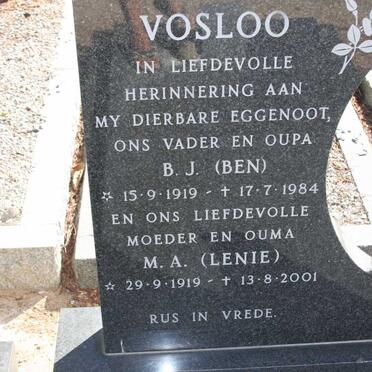 VOSLOO
IN LIEFDEVOLLE
HERINNERING AAN
MY DIERBARE EGGENOOT,
ONS VADER EN OUPA
B. J. (BEN)
☆ 15-9-1919 - ✝ 17-7-1984
EN ONS LIEFDEVOLLE
MOEDER EN OUMA
M. A. (LENIE)
☆ 29-9-1919 - ✝ 13-8-2001
RUS IN VREDE.